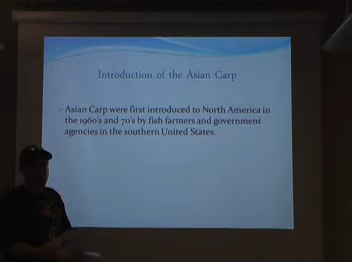 Introduction of the Asian Carp
Asian Carp were first introduced to North America in
the 1960's and 70's by fish farmers and government
agencies in the southern United States.